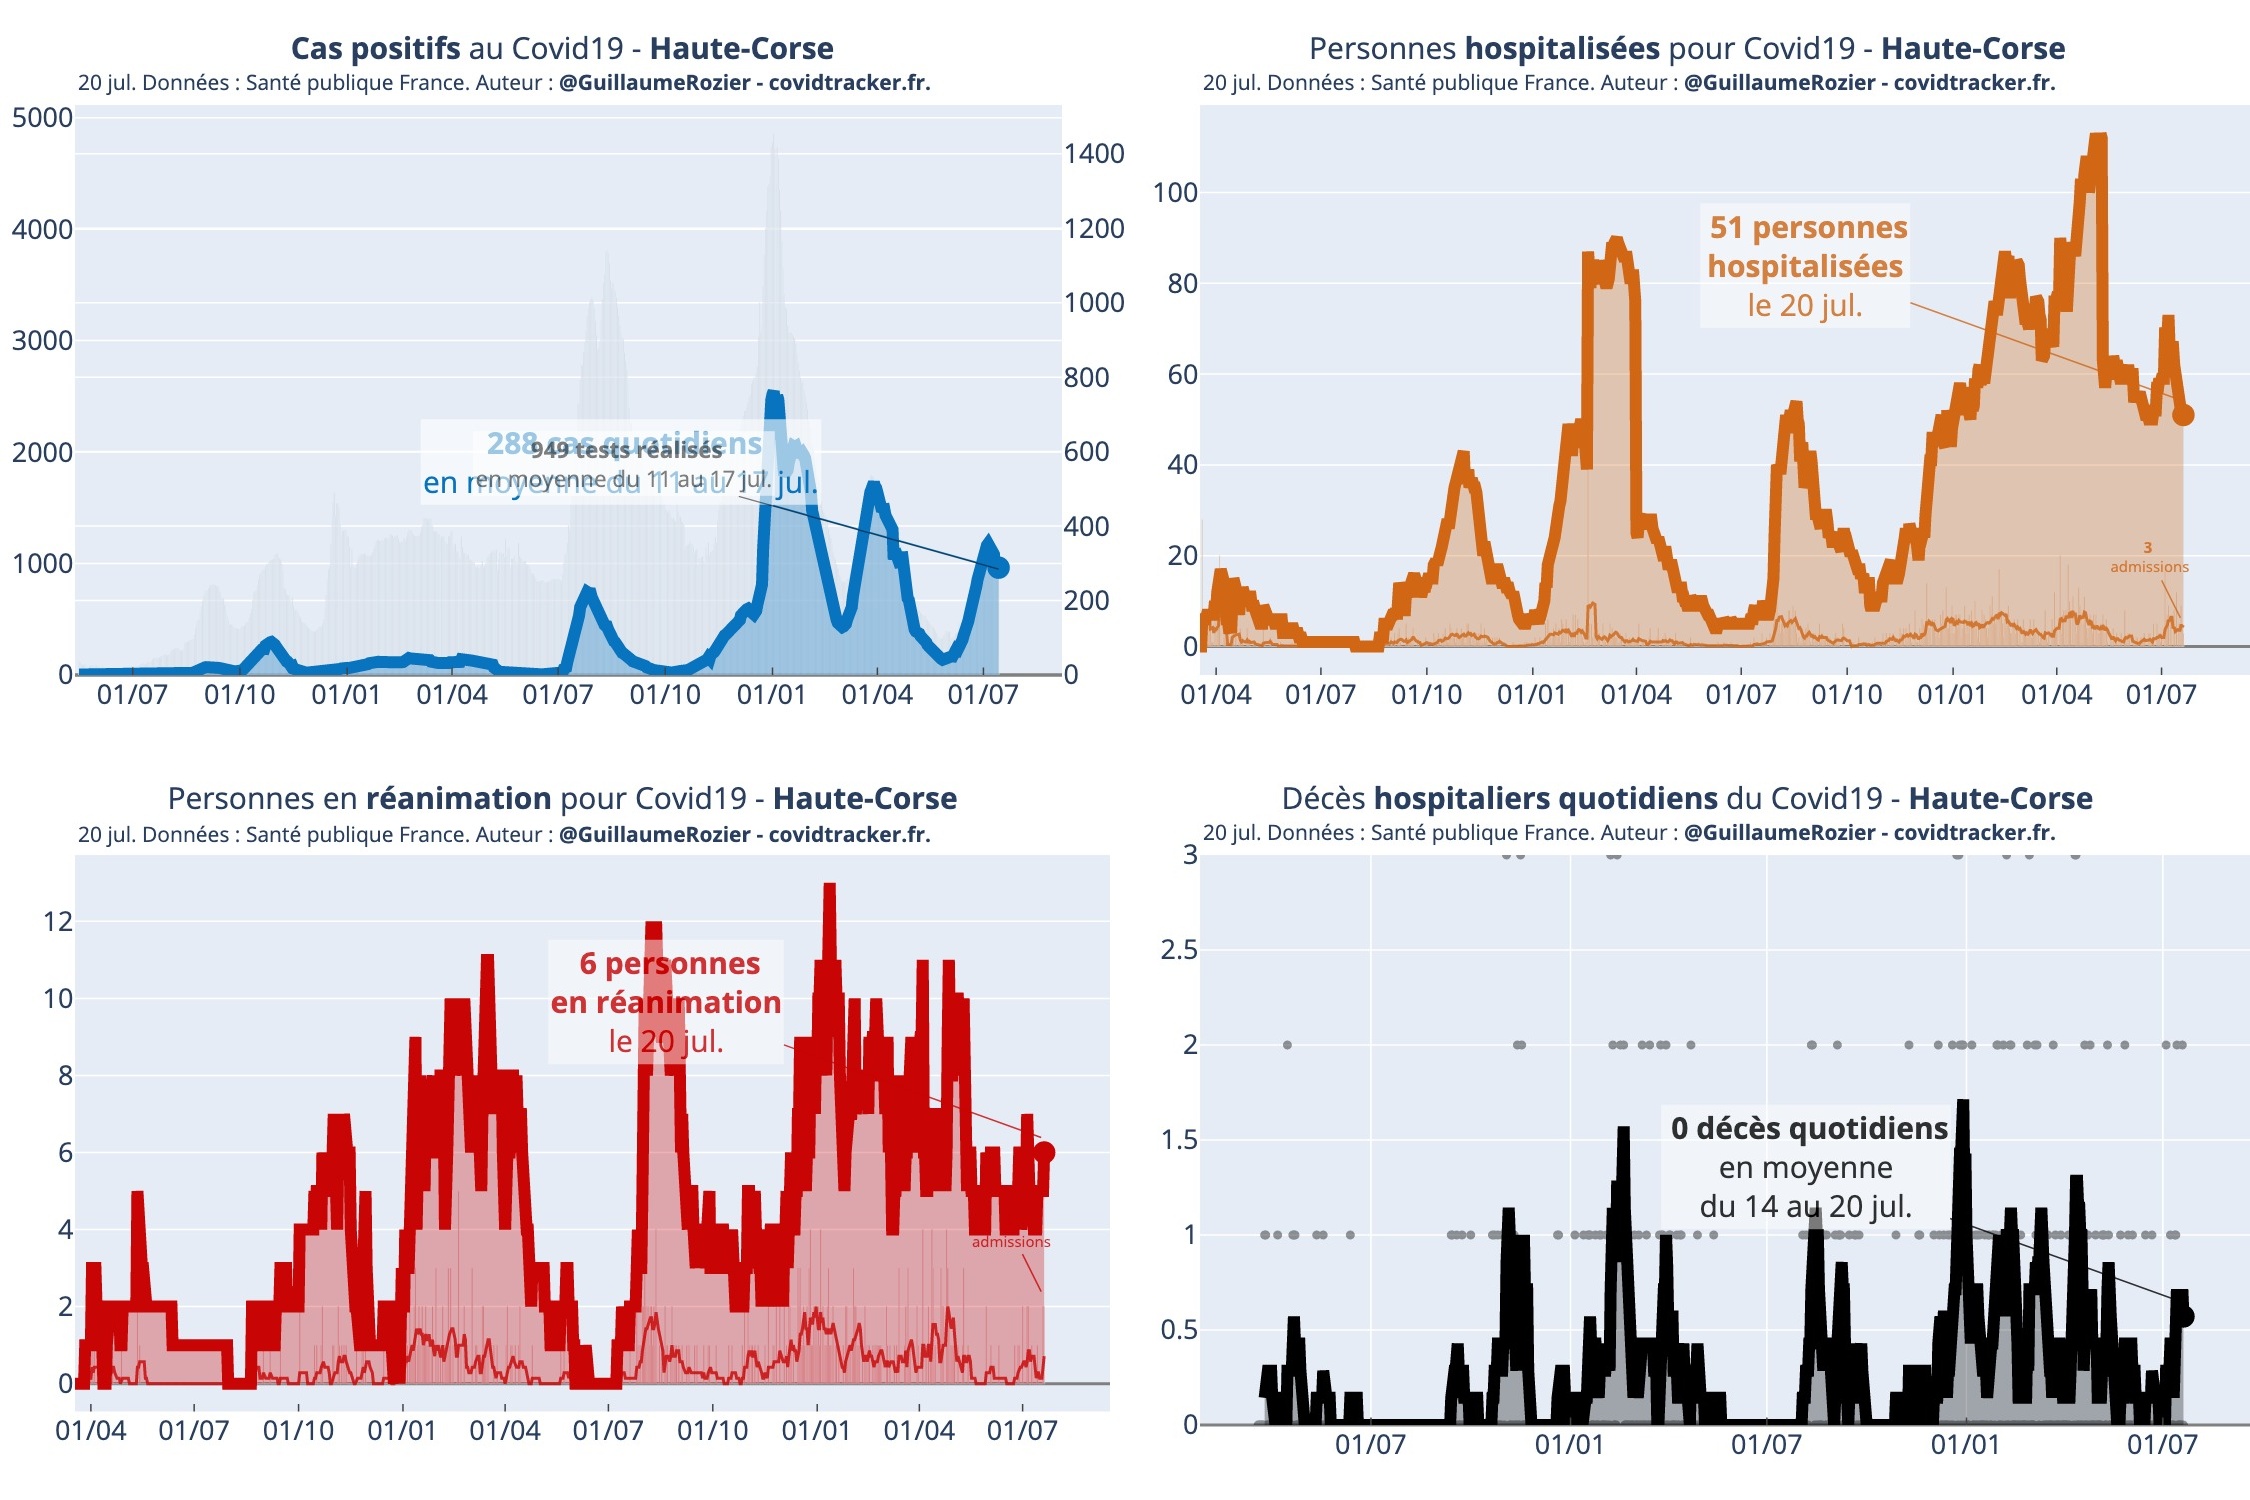 Cas positifs au Covid19 - Haute-Corse
20 jul. Données : Santé publique France. Auteur : @GuillaumeRozier - covidtracker.fr.
5000
4000
3000
2000
1000
0
1400
1200
1000
800
600
400
200
0
288 cas quotidiens
en moyenne du 11 au 17 jul.
949 tests réalisés
en moyenne du 11 au 17 jul.
01/07 01/10 01/01 01/04 01/07 01/10 01/01 01/04 01/07
Personnes hospitalisées pour Covid19 - Haute-Corse
20 jul. Données : Santé publique France. Auteur : @GuillaumeRozier - covidtracker.fr.
100
80
60
40
20
0
51 personnes
hospitalisées
le 20 jul.
3
admissions
01/04 01/07 01/10 01/01 01/04 01/07 01/10 01/01 01/04 01/07
Personnes en réanimation pour Covid19 - Haute-Corse
20 jul. Données : Santé publique France. Auteur : @GuillaumeRozier - covidtracker.fr.
12
10
8
6
4
2
0
6 personnes
en réanimation
le 20 jul.
admissions
01/04 01/07 01/10 01/01 01/04 01/07 01/10 01/01 01/04 01/07
Décès hospitaliers quotidiens du Covid19 - Haute-Corse
20 jul. Données : Santé publique France. Auteur : @GuillaumeRozier - covidtracker.fr.
3
2.5
2
1.5
1
0.5
0
0 décès quotidiens
en moyenne
du 14 au 20 jul.
01/07 01/01 01/07 01/01 01/07